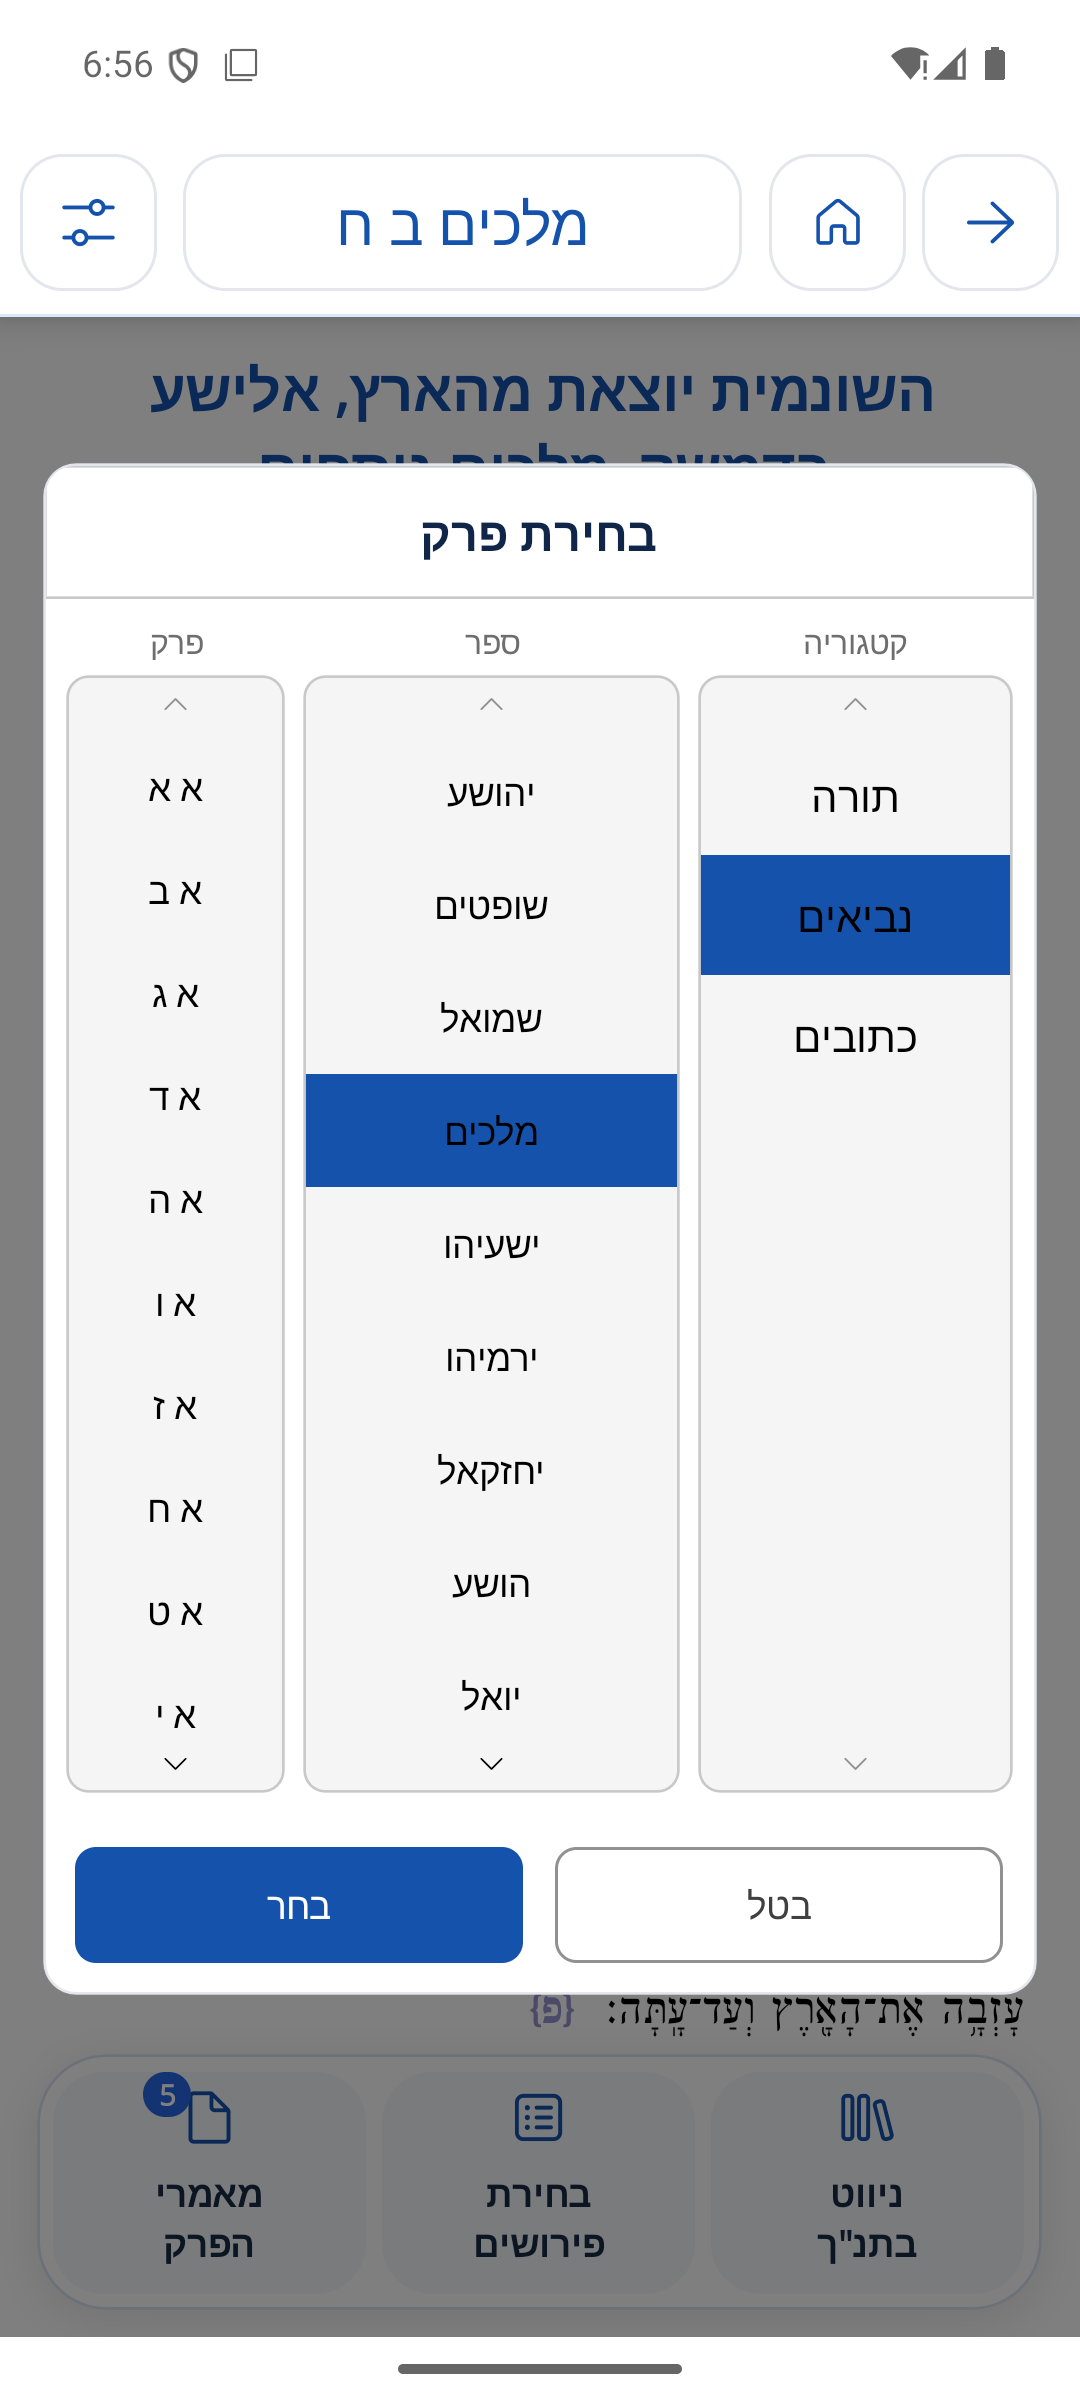 6:56
מלכים ב ח
השונמית יוצאת מהארץ, אלישע
בחירת פרק
קטגוריה
ספר
פרק
תורה
נביאים
כתובים
יהושע
שופטים
שמואל
מלכים
ישעיהו
ירמיהו
יחזקאל
הושע
יואל
א א
א ב
א ג
א ד
א ה
א ו
א ז
א ח
א ט
א י
בטל
בחר
עָזְבָ֥ה אֶת־הָאָ֖רֶץ וְעַד־עָֽתָּה׃ {פ}
ניווט
בתנ"ך
בחירת
פירושים
5
מאמרי
הפרק